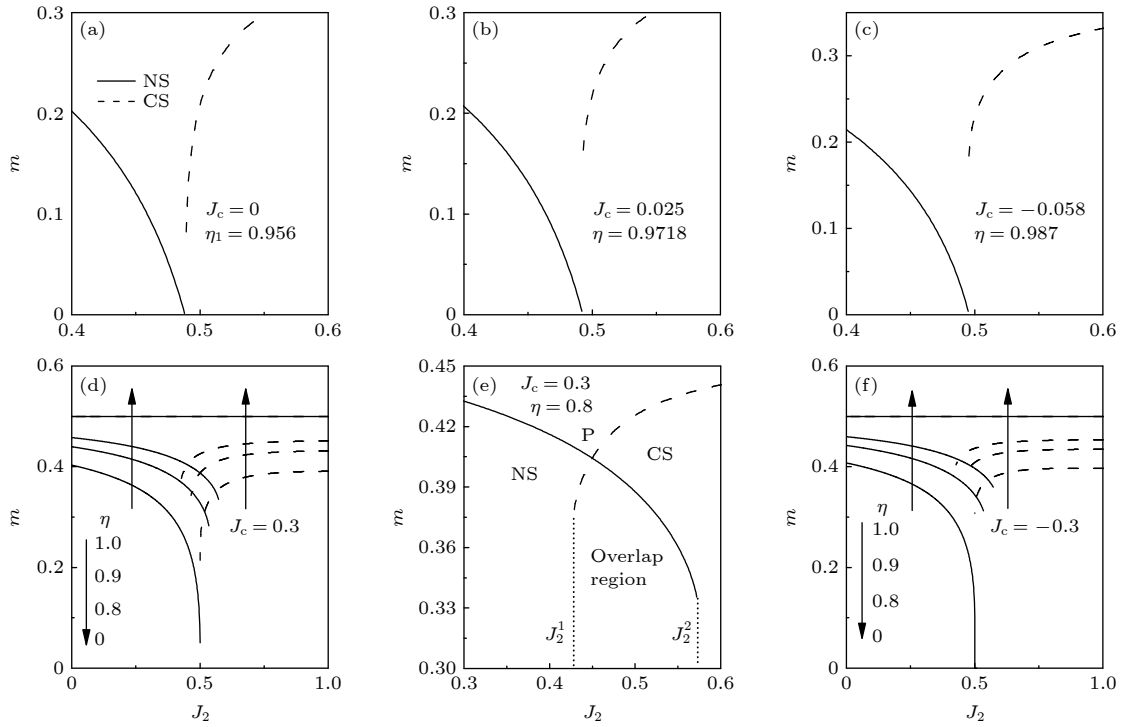 (a)
0.3
0.2
0.1
0
m
NS
CS
J_c = 0
η_1 = 0.956
0.4
0.5
0.6
(b)
0.3
0.2
0.1
0
m
J_c = 0.025
η = 0.9718
0.4
0.5
0.6
(c)
0.3
0.2
0.1
0
m
J_c = −0.058
η = 0.987
0.4
0.5
0.6
(d)
0.6
0.4
0.2
0
m
η
1.0
0.9
0.8
0
J_c = 0.3
0
0.5
1.0
J_2
(e)
0.45
0.42
0.39
0.36
0.33
0.30
m
J_c = 0.3
η = 0.8
P
NS
CS
Overlap
region
J_2^1
J_2^2
0.3
0.4
0.5
0.6
J_2
(f)
0.6
0.4
0.2
0
m
η
1.0
0.9
0.8
0
J_c = −0.3
0
0.5
1.0
J_2